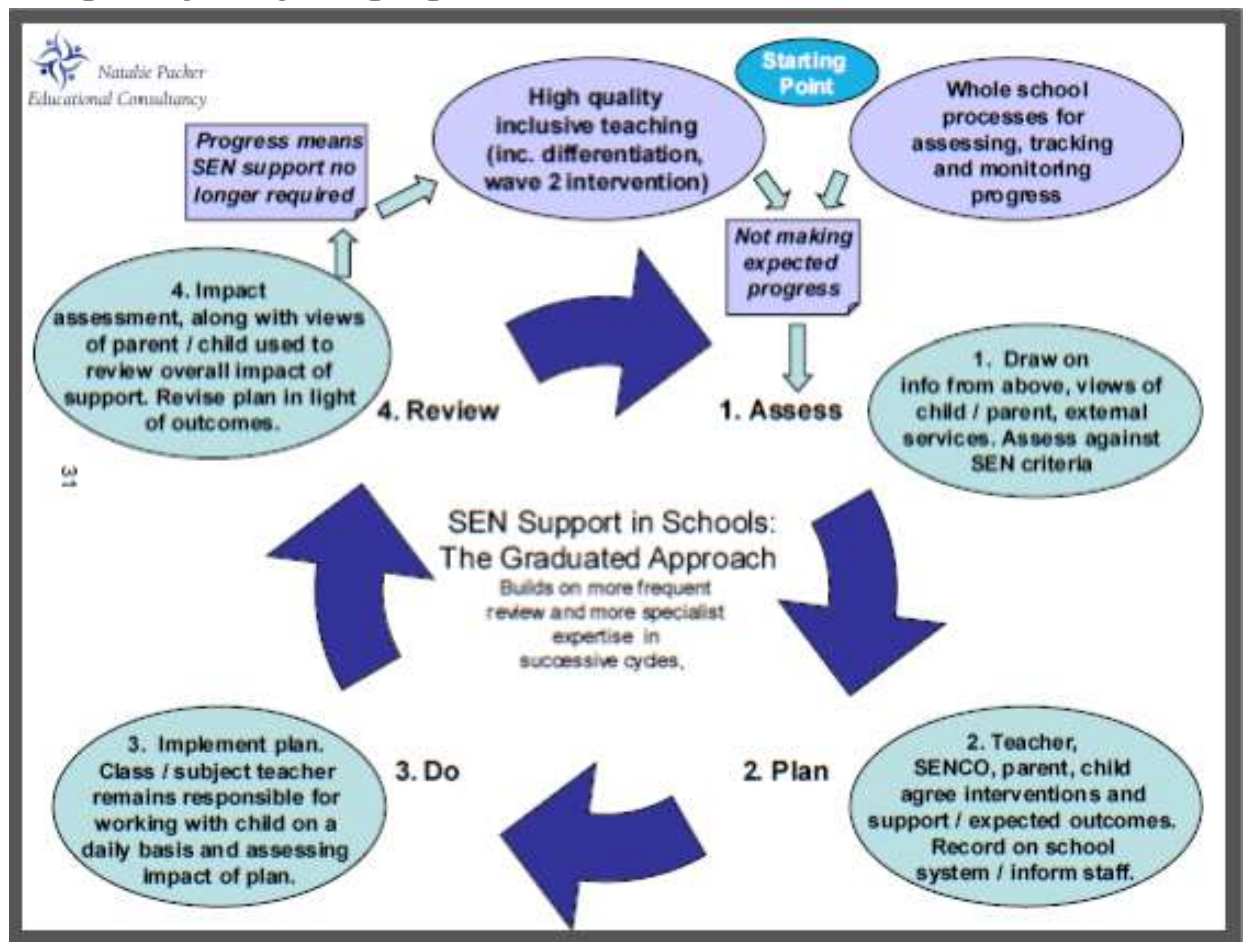 Natalie Packer
Educational Consultancy
Starting
Point
High quality
inclusive teaching
(inc. differentiation,
wave 2 intervention)
Whole school
processes for
assessing, tracking
and monitoring
progress
Progress means
SEN support no
longer required
Not making
expected
progress
4. Impact
assessment, along with views
of parent / child used to
review overall impact of
support. Revise plan in light
of outcomes.
4. Review
1. Assess
1. Draw on
info from above, views of
child / parent, external
services. Assess against
SEN criteria
31
SEN Support in Schools:
The Graduated Approach
Builds on more frequent
review and more specialist
expertise in
successive cycles,
3. Implement plan.
Class / subject teacher
remains responsible for
working with child on a
daily basis and assessing
impact of plan.
3. Do
2. Plan
2. Teacher,
SENCO, parent, child
agree interventions and
support / expected outcomes.
Record on school
system / inform staff.